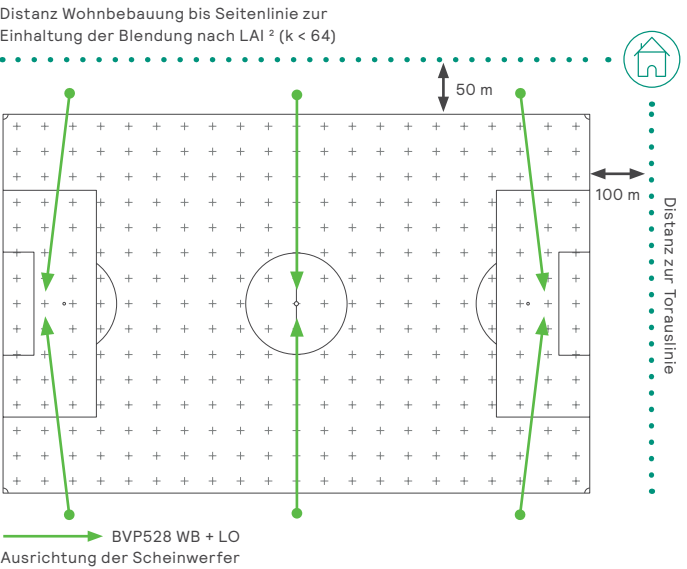 Distanz Wohnbebauung bis Seitenlinie zur
Einhaltung der Blendung nach LAI ² (k < 64)
50 m
100 m
Distanz zur Torauslinie
BVP528 WB + LO
Ausrichtung der Scheinwerfer